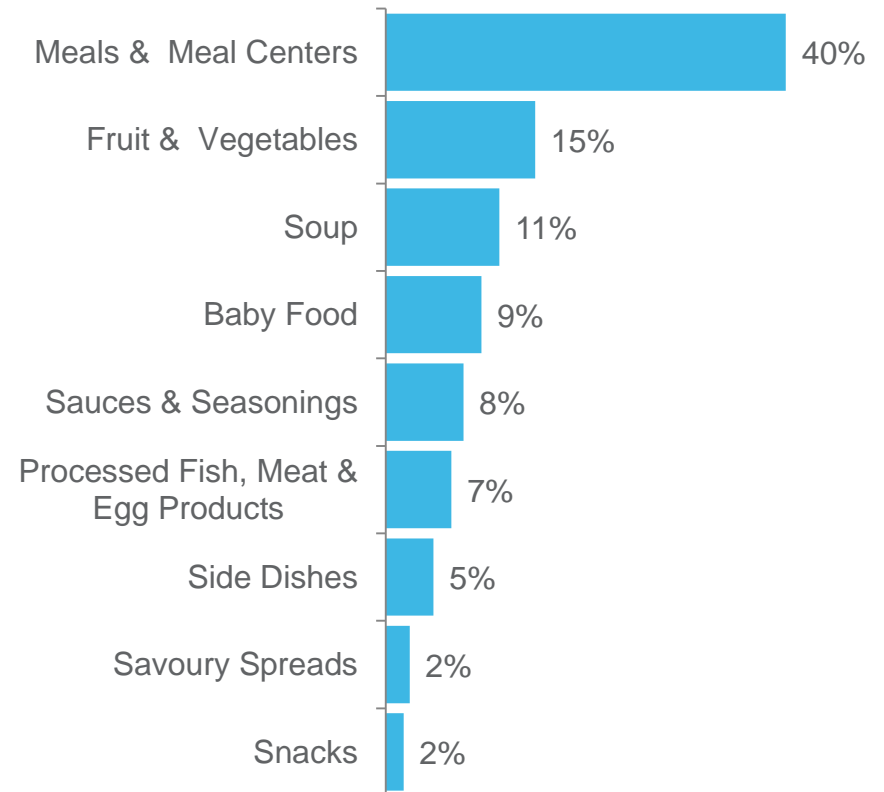 Meals & Meal Centers 40%
Fruit & Vegetables 15%
Soup 11%
Baby Food 9%
Sauces & Seasonings 8%
Processed Fish, Meat &
Egg Products 7%
Side Dishes 5%
Savoury Spreads 2%
Snacks 2%